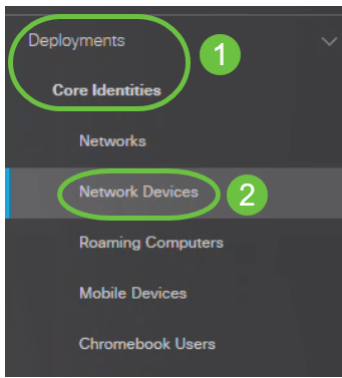 Deployments
1
Core Identities
Networks
Network Devices
2
Roaming Computers
Mobile Devices
Chromebook Users